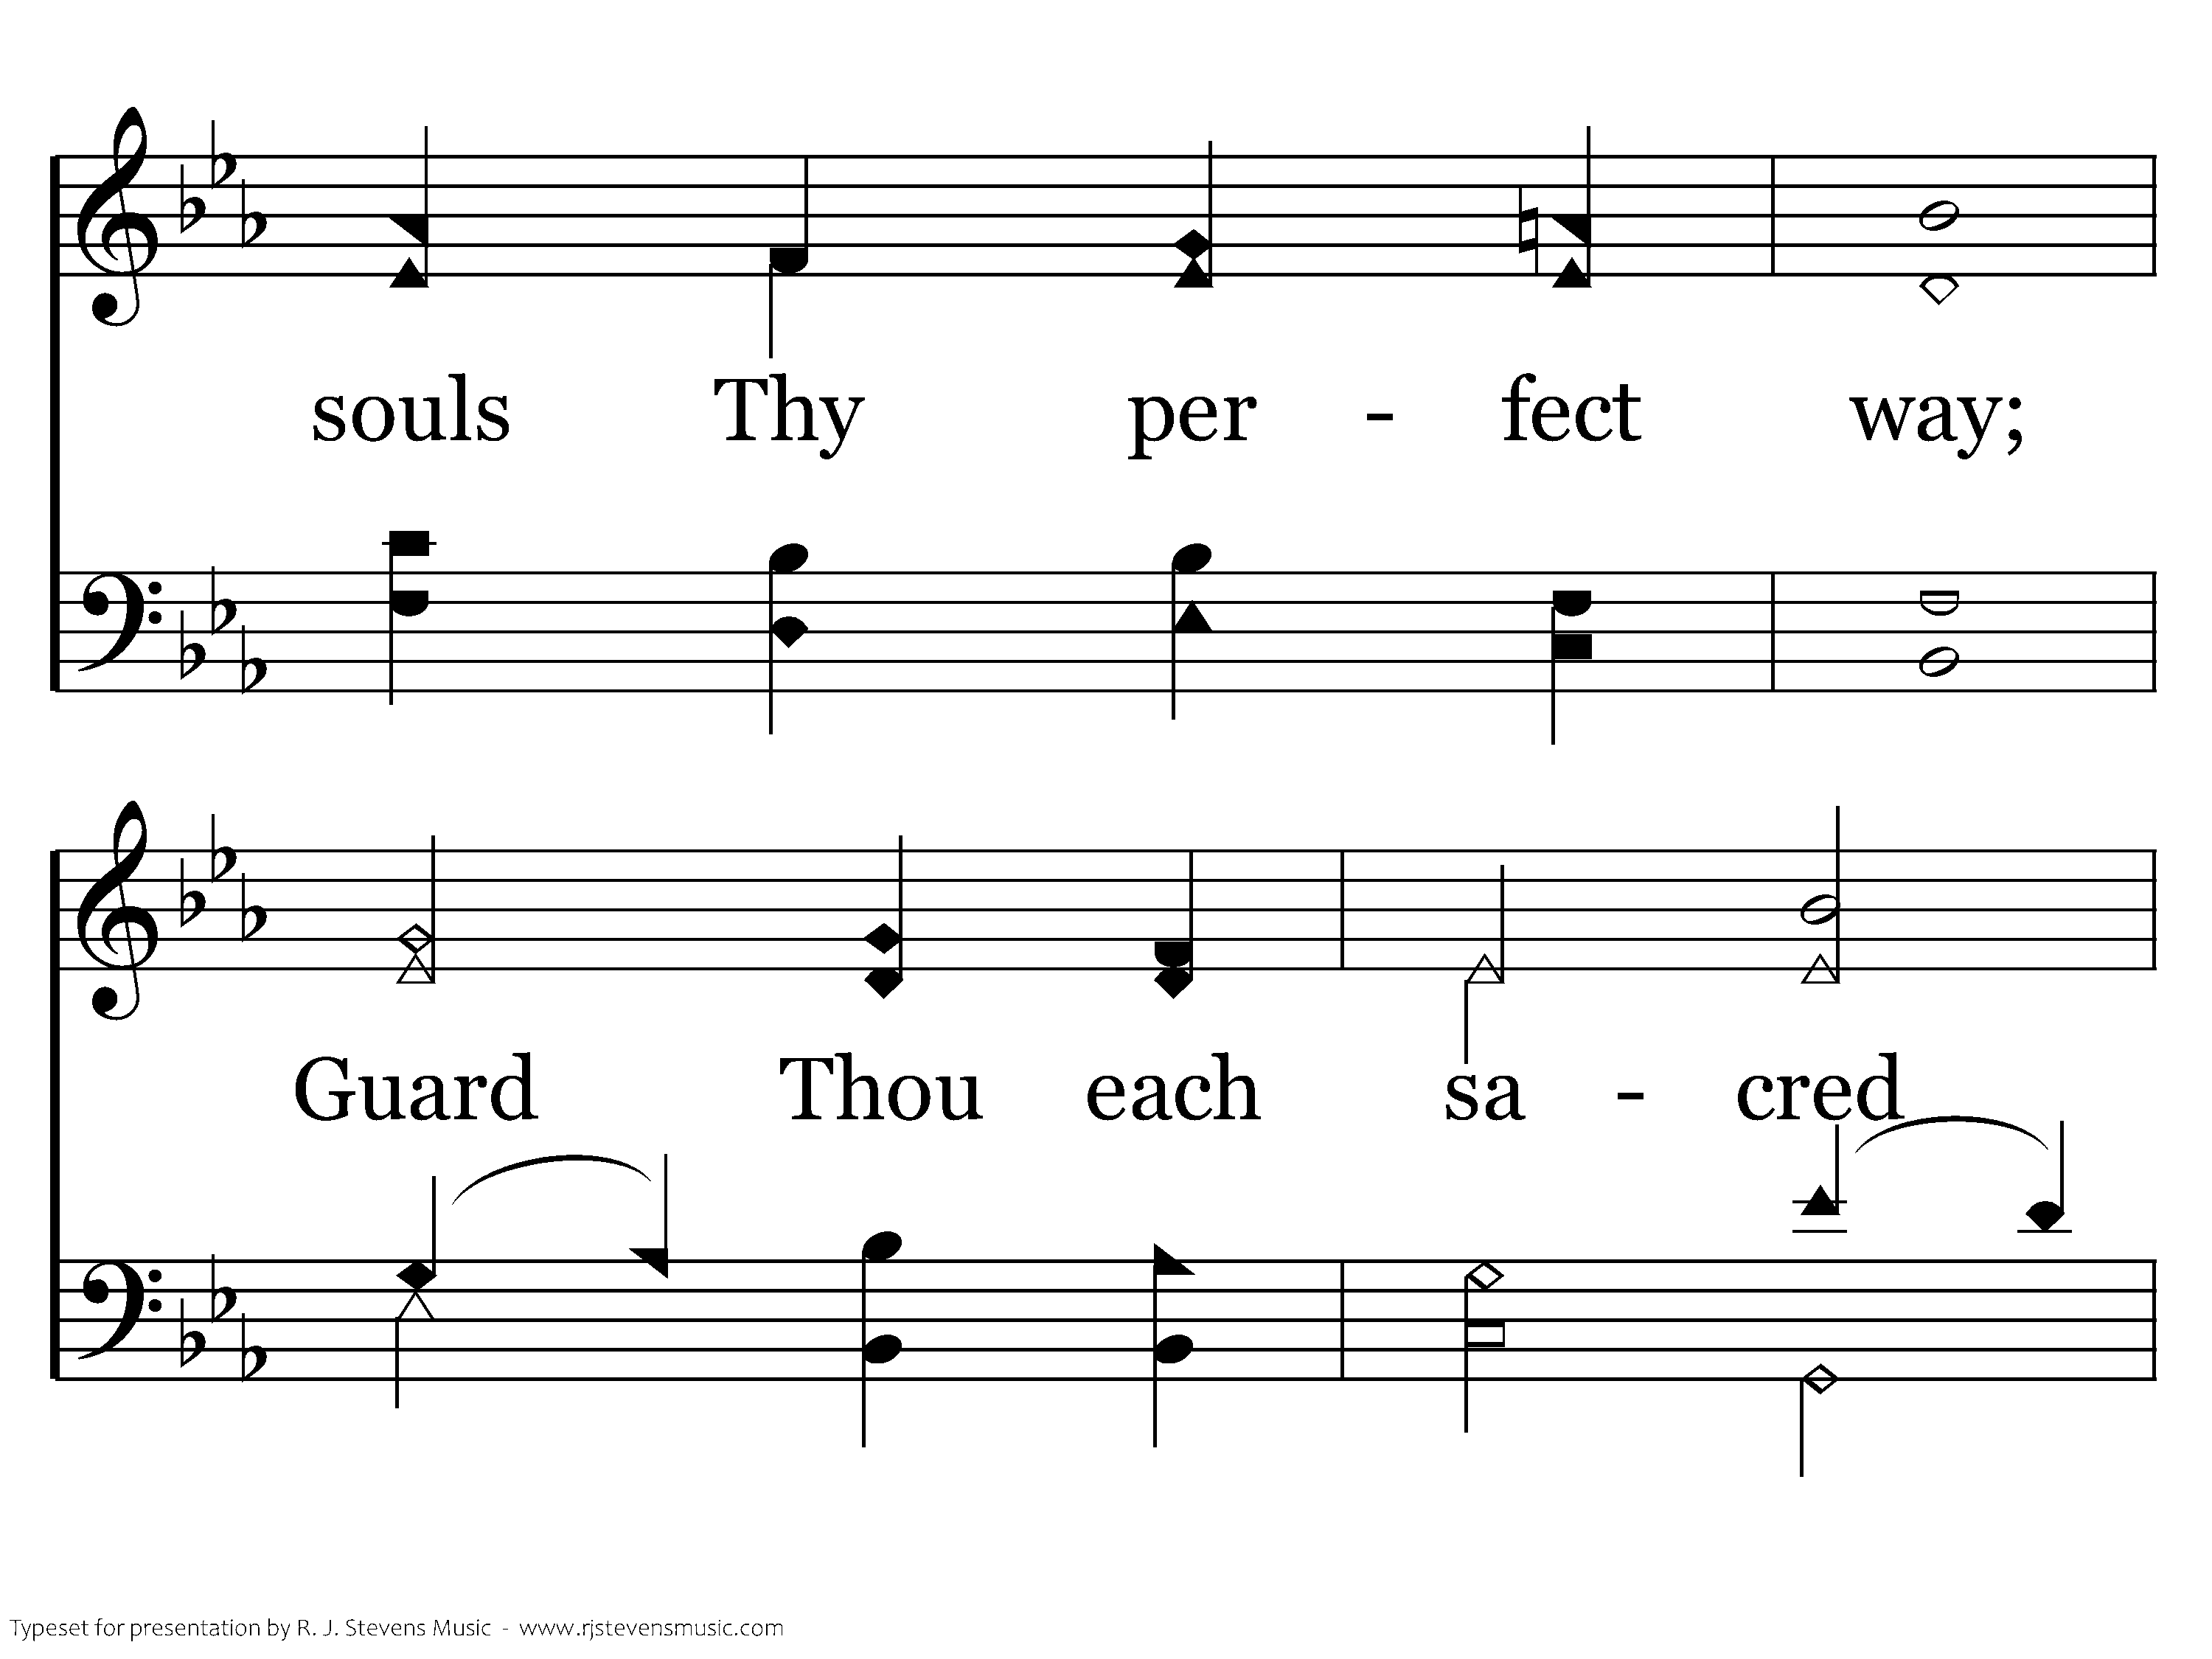 souls Thy per - fect way;
Guard Thou each sa - cred
Typeset for presentation by R. J. Stevens Music - www.rjstevensmusic.com